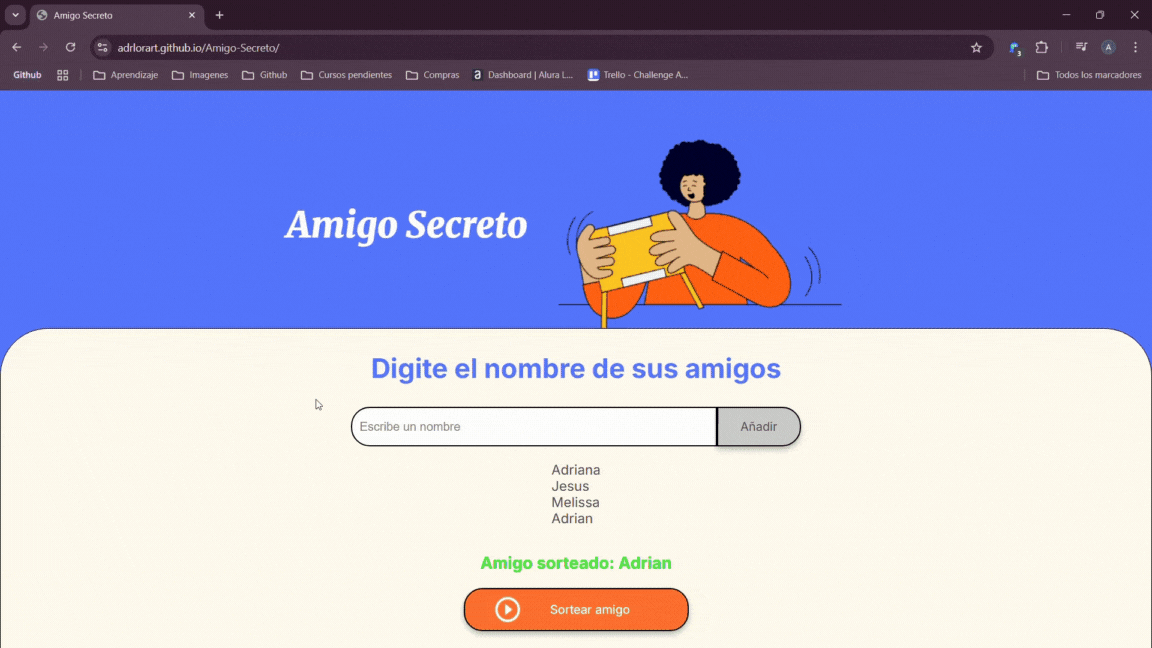 Amigo Secreto
adrlorart.github.io/Amigo-Secreto/
3
A
Github
Aprendizaje
Imagenes
Github
Cursos pendientes
Compras
a Dashboard | Alura L...
Trello - Challenge A...
Todos los marcadores
Amigo Secreto
Digite el nombre de sus amigos
Escribe un nombre
Añadir
Adriana
Jesus
Melissa
Adrian
Amigo sorteado: Adrian
Sortear amigo